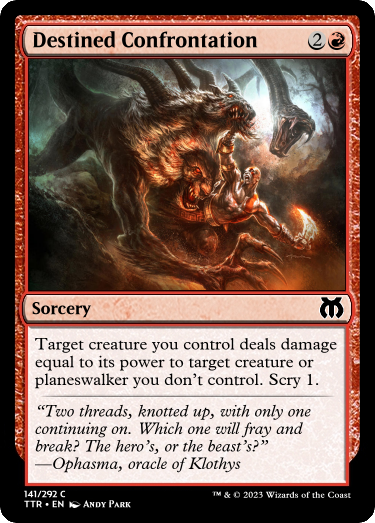 Destined Confrontation 2
Sorcery
Target creature you control deals damage
equal to its power to target creature or
planeswalker you don't control. Scry 1.
"Two threads, knotted up, with only one
continuing on. Which one will fray and
break? The hero's, or the beast's?"
—Ophasma, oracle of Klothys
141/292 C
TTR • EN Andy Park
™ & © 2023 Wizards of the Coast